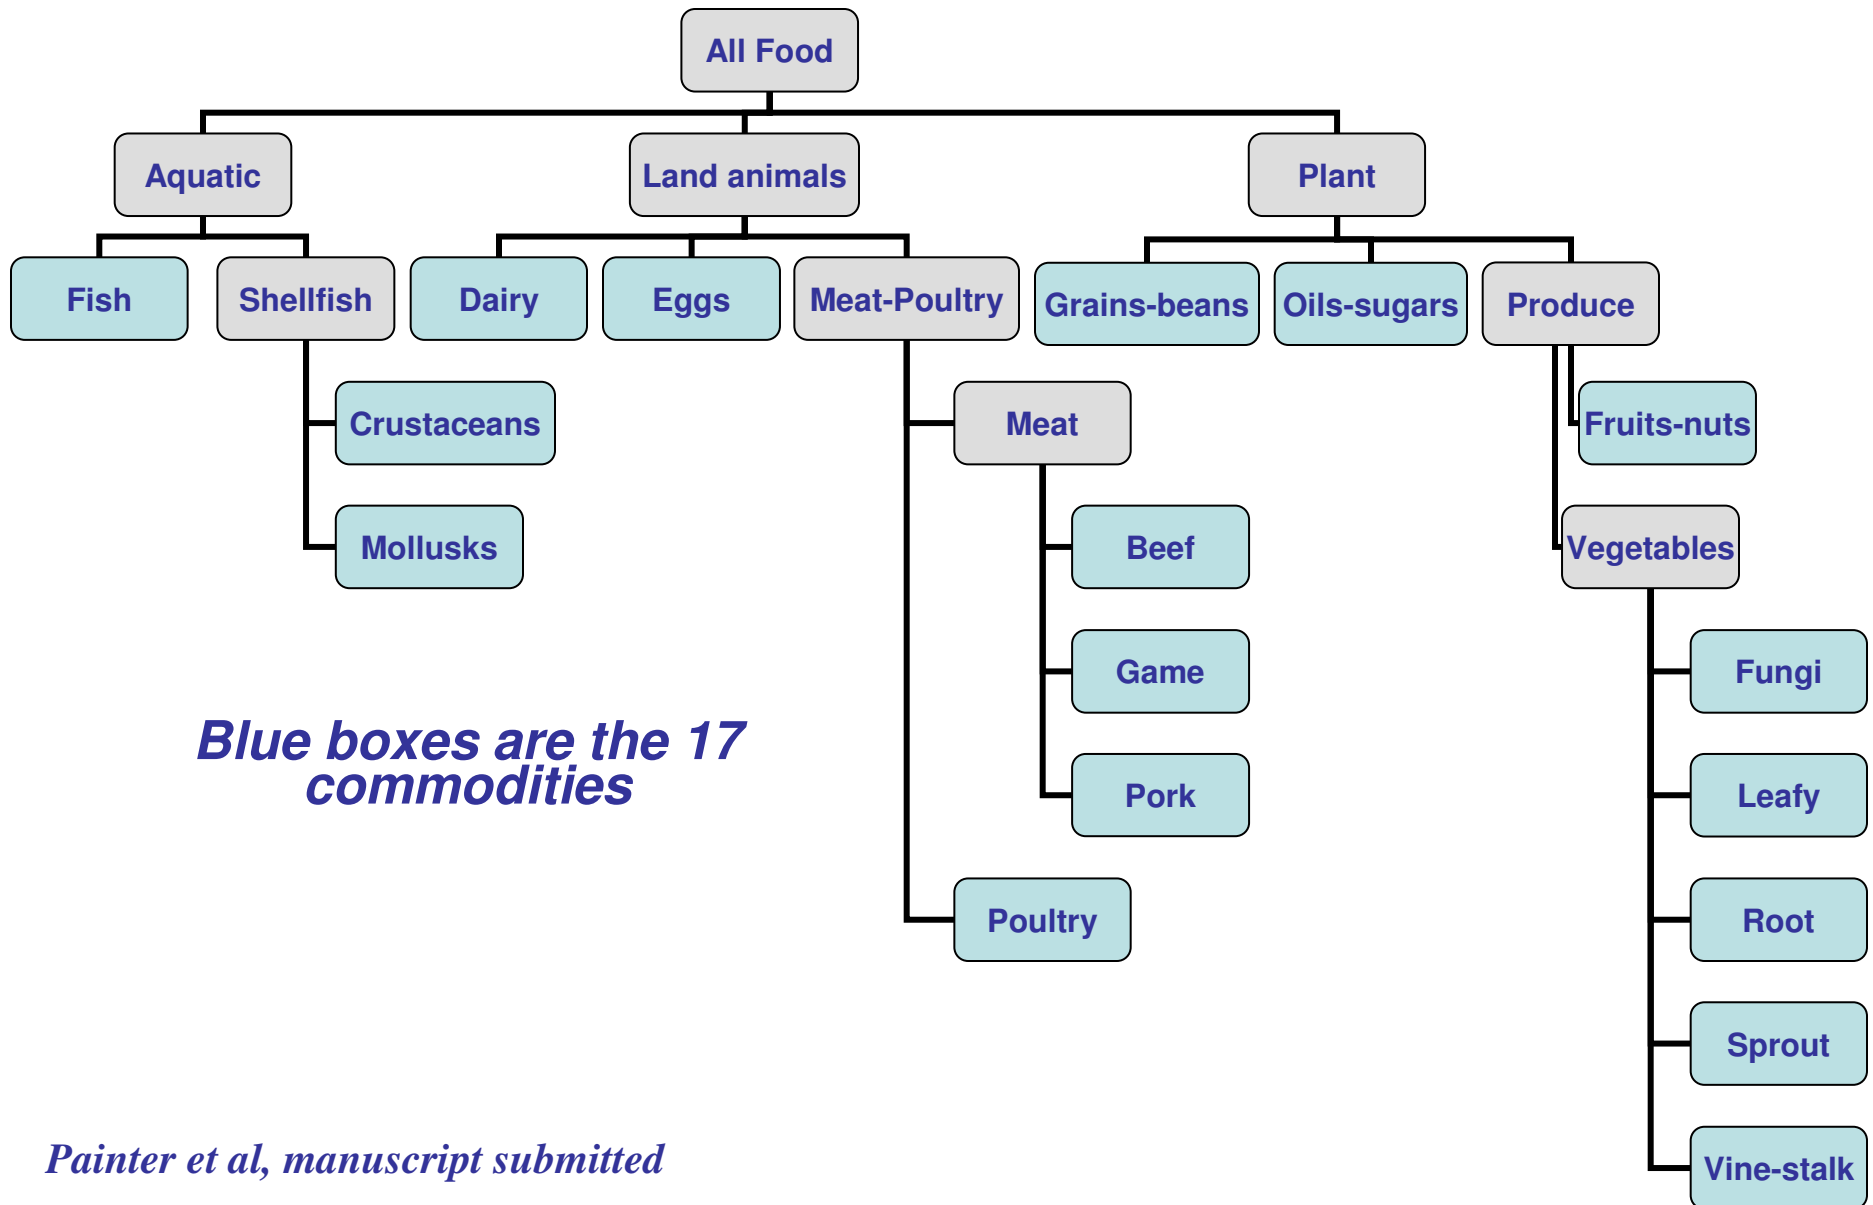 All Food
Aquatic
Land animals
Plant
Fish
Shellfish
Dairy
Eggs
Meat-Poultry
Grains-beans
Oils-sugars
Produce
Crustaceans
Meat
Fruits-nuts
Mollusks
Beef
Vegetables
Game
Fungi
Blue boxes are the 17
commodities
Pork
Leafy
Poultry
Root
Sprout
Painter et al, manuscript submitted
Vine-stalk